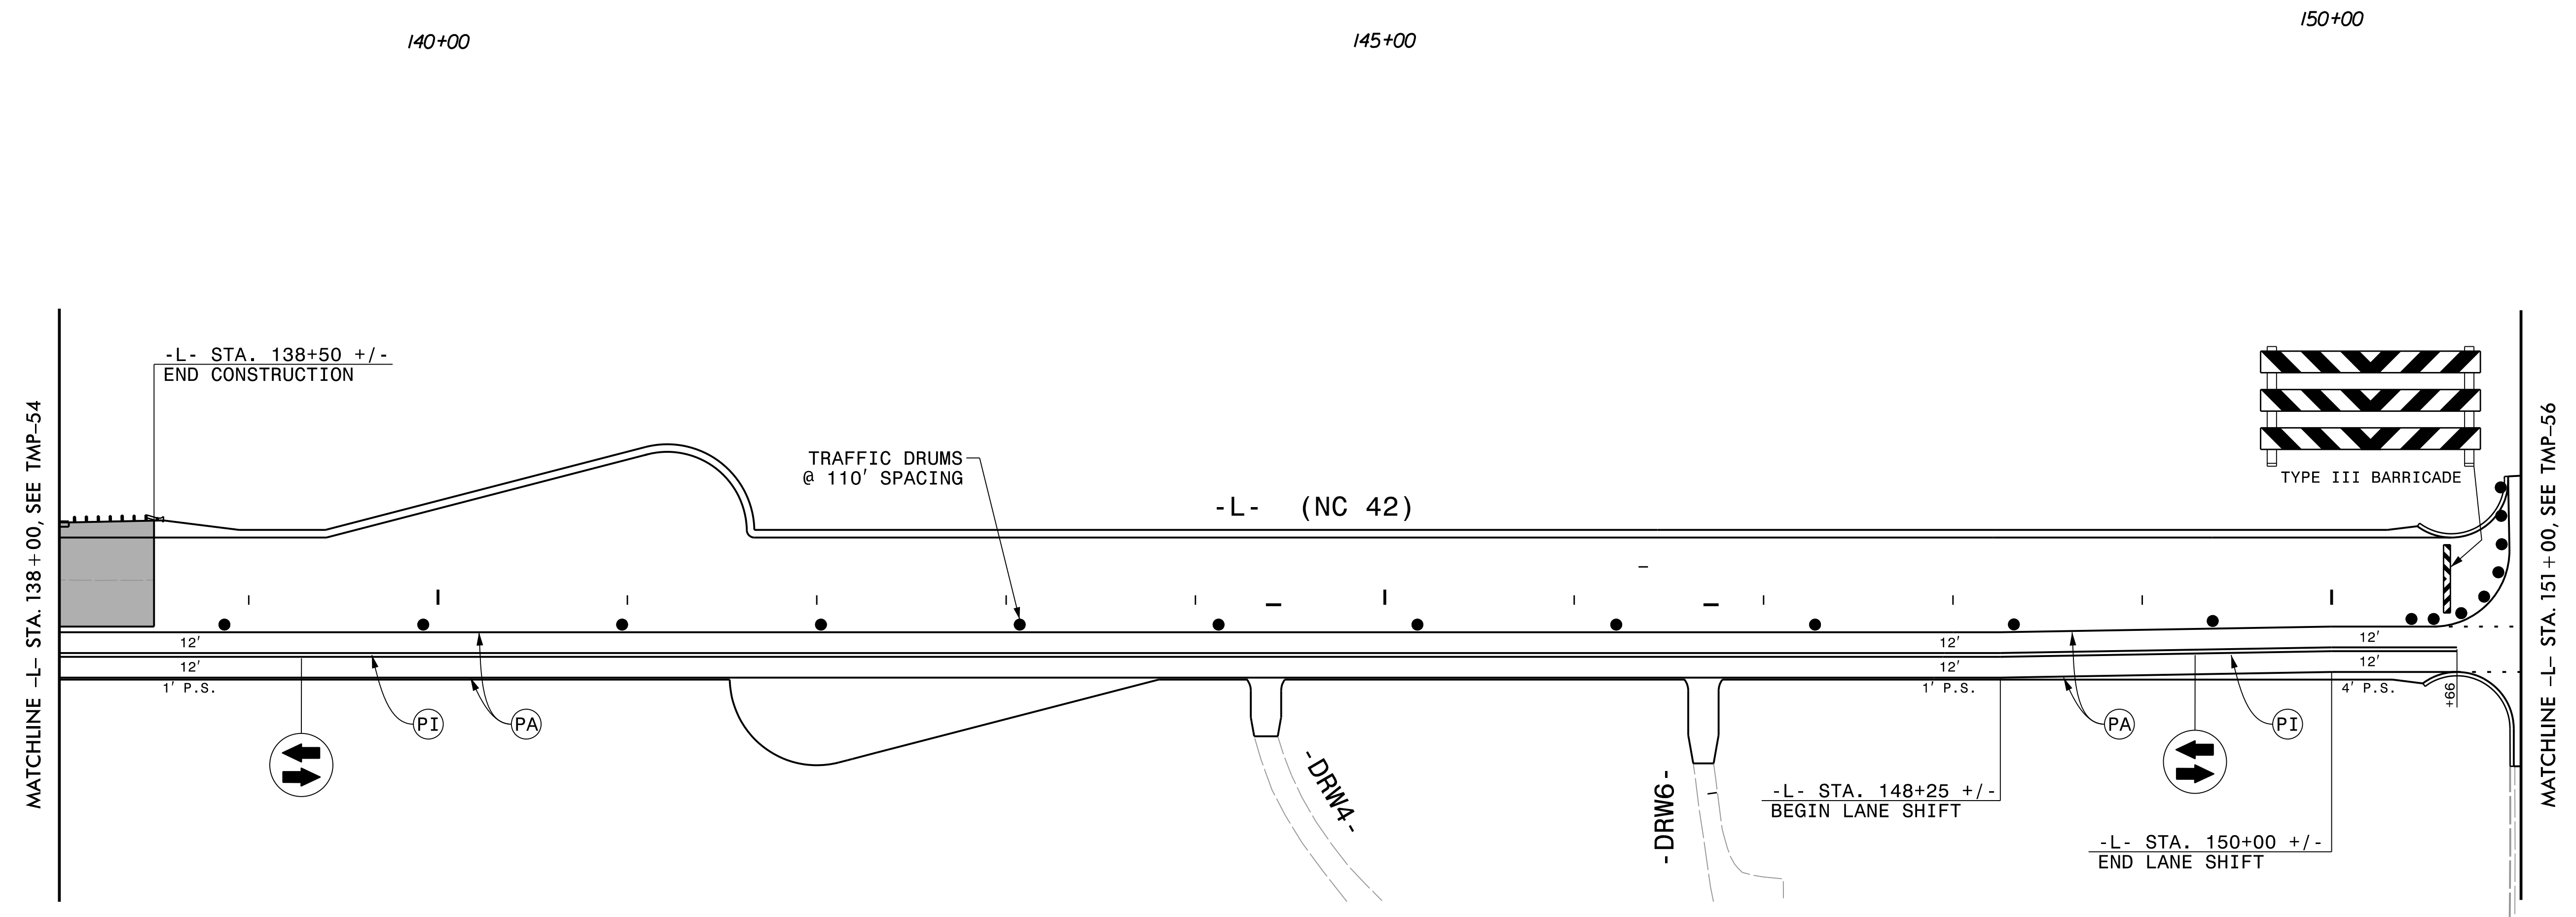 140+00
145+00
150+00
-L- STA. 138+50 +/-
END CONSTRUCTION
MATCHLINE -L- STA. 138+00, SEE TMP-54
MATCHLINE -L- STA. 151+00, SEE TMP-56
TRAFFIC DRUMS
@ 110' SPACING
TYPE III BARRICADE
-L- (NC 42)
12'
12'
1' P.S.
12'
12'
1' P.S.
12'
12'
4' P.S.
+66
PI
PA
PA
PI
-DRW4-
-DRW6-
-L- STA. 148+25 +/-
BEGIN LANE SHIFT
-L- STA. 150+00 +/-
END LANE SHIFT